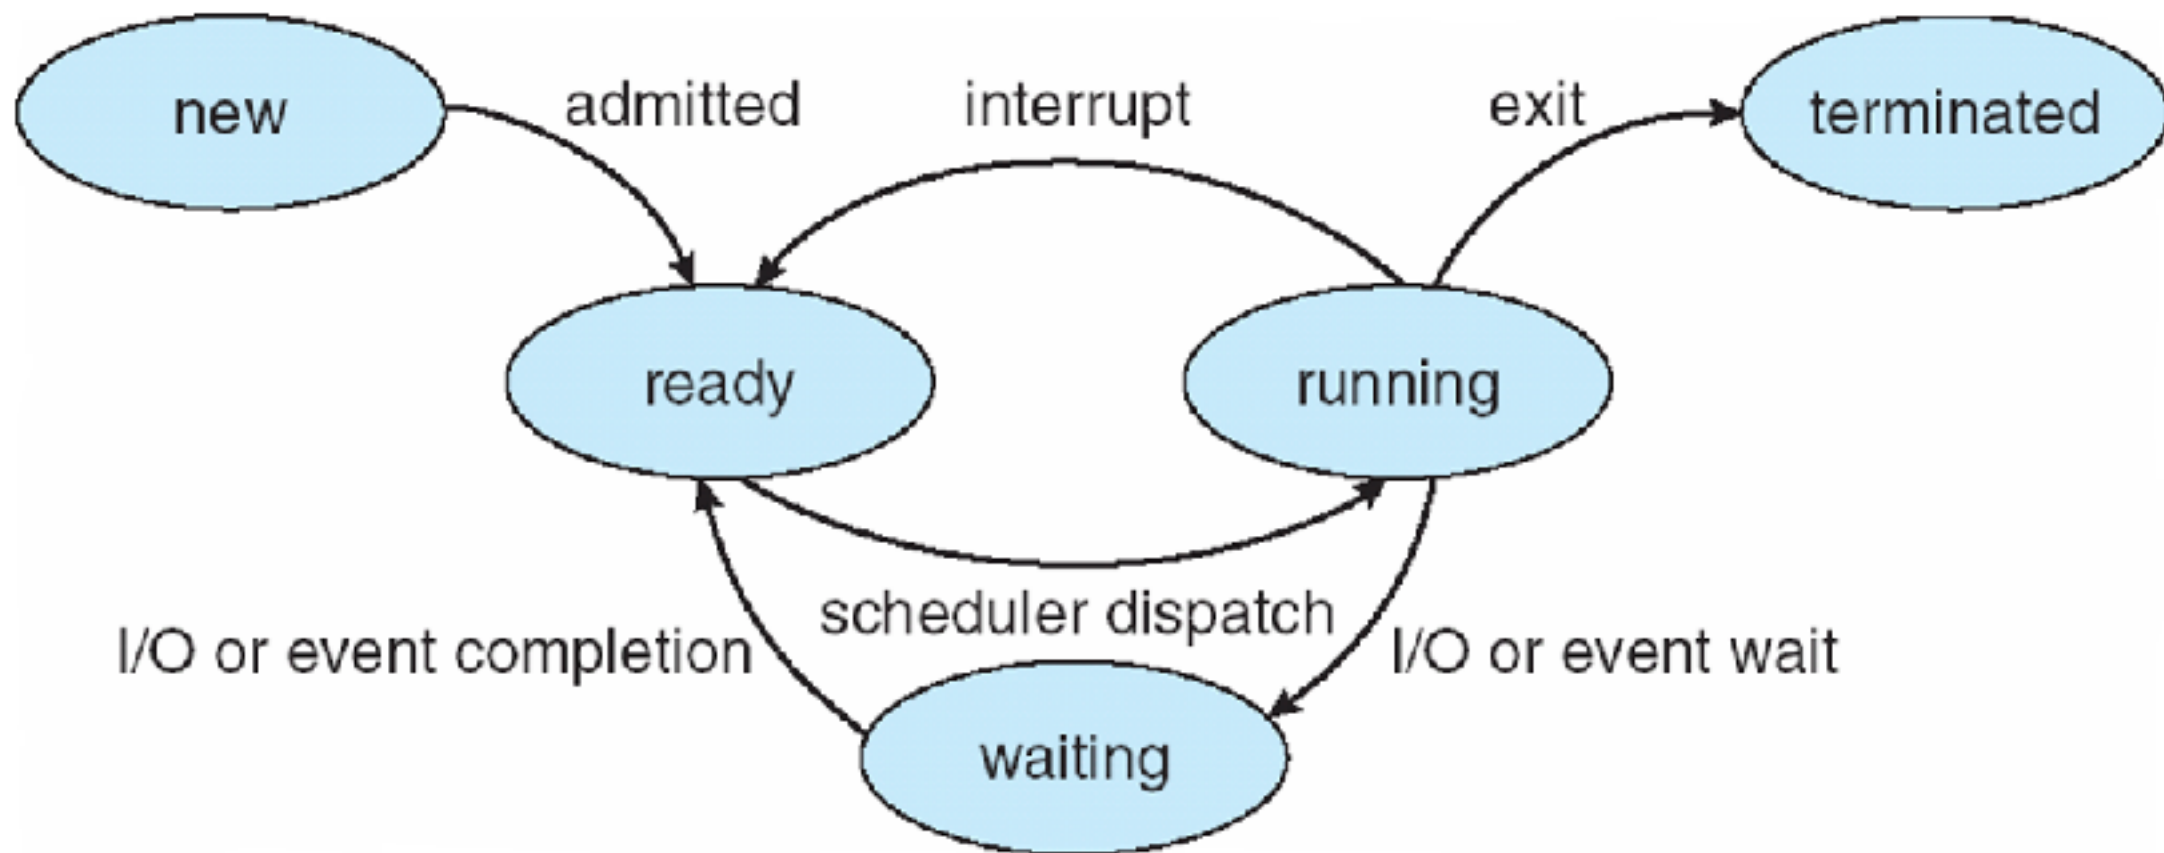 new
admitted
interrupt
exit
terminated
ready
running
scheduler dispatch
I/O or event completion
I/O or event wait
waiting